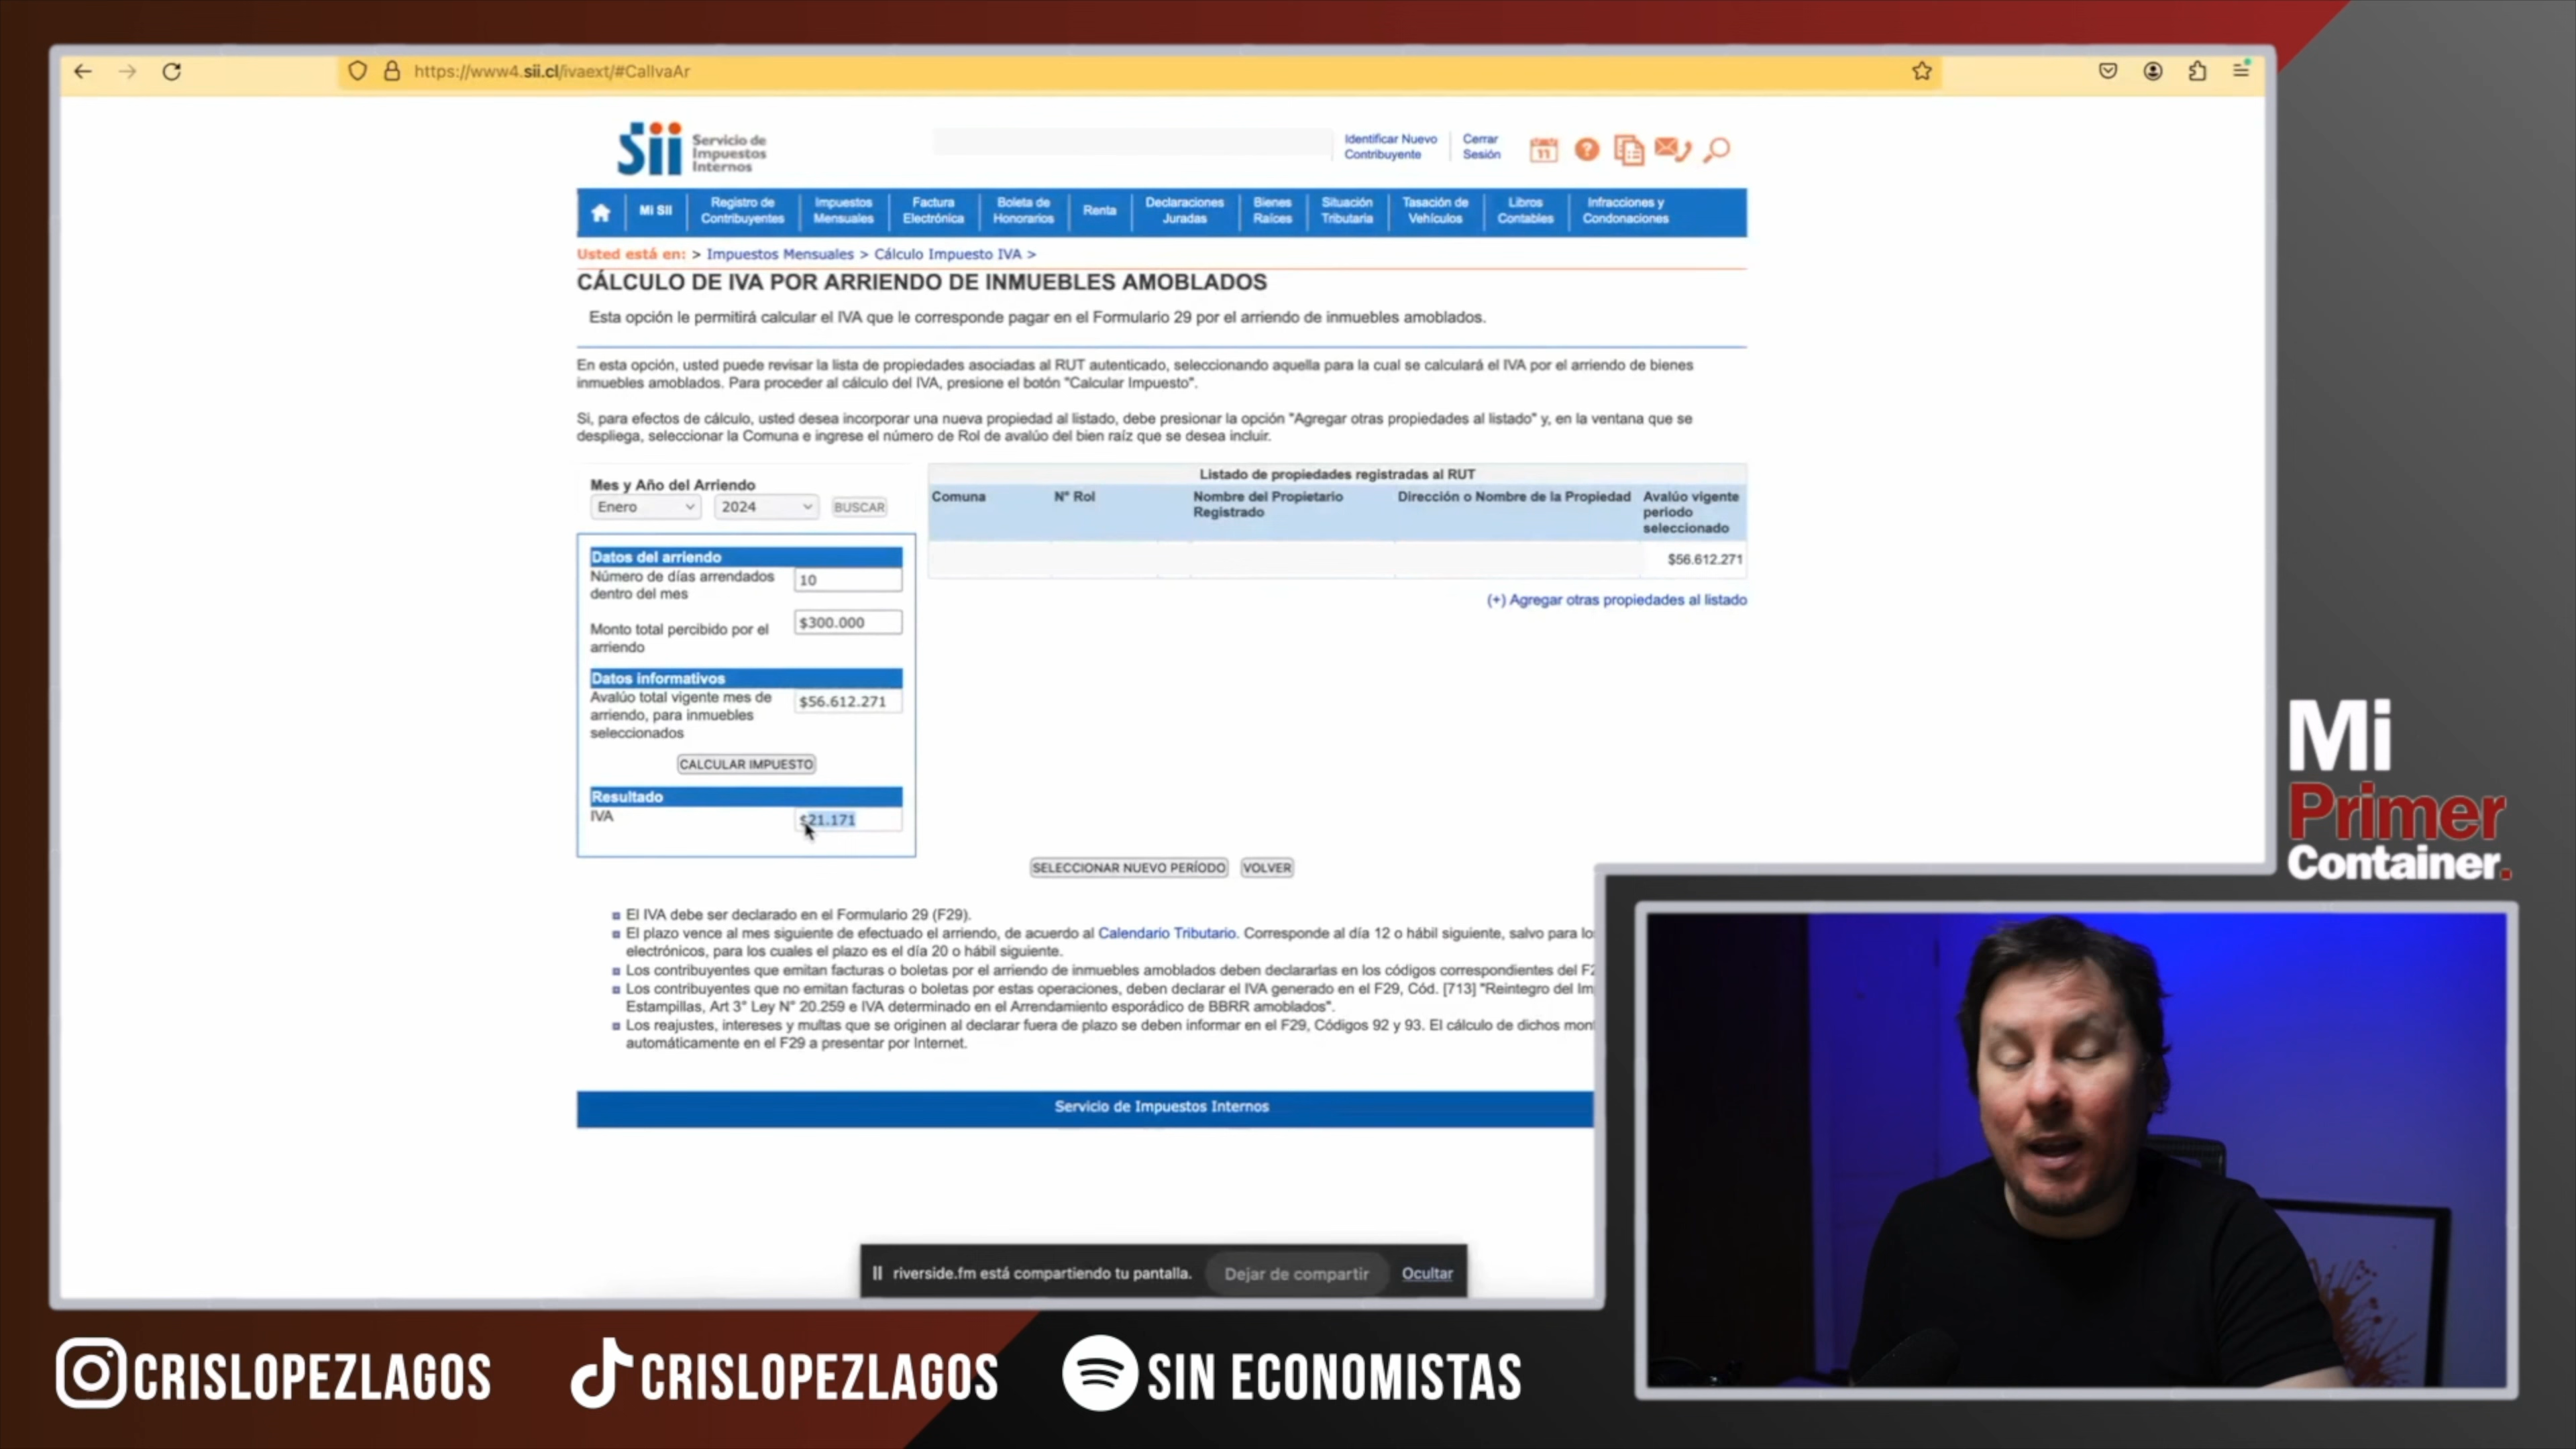 https://www4.sii.cl/ivaext/#CallvaAr
Sii Servicio de
Impuestos
Internos
Identificar Nuevo
Contribuyente
Cerrar
Sesión
11
?
Mi SII
Registro de
Contribuyentes
Impuestos
Mensuales
Factura
Electrónica
Boleta de
Honorarios
Renta
Declaraciones
Juradas
Bienes
Raíces
Situación
Tributaria
Tasación de
Vehículos
Libros
Contables
Infracciones y
Condonaciones
Usted está en: > Impuestos Mensuales > Cálculo Impuesto IVA >
CÁLCULO DE IVA POR ARRIENDO DE INMUEBLES AMOBLADOS
Esta opción le permitirá calcular el IVA que le corresponde pagar en el Formulario 29 por el arriendo de inmuebles amoblados.
En esta opción, usted puede revisar la lista de propiedades asociadas al RUT autenticado, seleccionando aquella para la cual se calculará el IVA por el arriendo de bienes
inmuebles amoblados. Para proceder al cálculo del IVA, presione el botón "Calcular Impuesto".
Si, para efectos de cálculo, usted desea incorporar una nueva propiedad al listado, debe presionar la opción "Agregar otras propiedades al listado" y, en la ventana que se
despliega, seleccionar la Comuna e ingrese el número de Rol de avalúo del bien raíz que se desea incluir.
Mes y Año del Arriendo
Enero 2024 BUSCAR
Datos del arriendo
Número de días arrendados
dentro del mes
10
Monto total percibido por el
arriendo
$300.000
Datos informativos
Avalúo total vigente mes de
arriendo, para inmuebles
seleccionados
$56.612.271
CALCULAR IMPUESTO
Resultado
IVA
$21.171
Listado de propiedades registradas al RUT
Comuna
N° Rol
Nombre del Propietario
Registrado
Dirección o Nombre de la Propiedad
Avalúo vigente
periodo
seleccionado
$56.612.271
(+) Agregar otras propiedades al listado
SELECCIONAR NUEVO PERÍODO VOLVER
El IVA debe ser declarado en el Formulario 29 (F29).
El plazo vence al mes siguiente de efectuado el arriendo, de acuerdo al Calendario Tributario. Corresponde al día 12 o hábil siguiente, salvo para lo
electrónicos, para los cuales el plazo es el día 20 o hábil siguiente.
Los contribuyentes que emitan facturas o boletas por el arriendo de inmuebles amoblados deben declararlas en los códigos correspondientes del F2
Los contribuyentes que no emitan facturas o boletas por estas operaciones, deben declarar el IVA generado en el F29, Cód. [713] "Reintegro del Im
Estampillas, Art 3° Ley N° 20.259 e IVA determinado en el Arrendamiento esporádico de BBRR amoblados".
Los reajustes, intereses y multas que se originen al declarar fuera de plazo se deben informar en el F29, Códigos 92 y 93. El cálculo de dichos mon
automáticamente en el F29 a presentar por Internet.
Servicio de Impuestos Internos
riverside.fm está compartiendo tu pantalla. Dejar de compartir Ocultar
Mi
Primer
Container.
CRISLOPEZLAGOS
CRISLOPEZLAGOS
SIN ECONOMISTAS